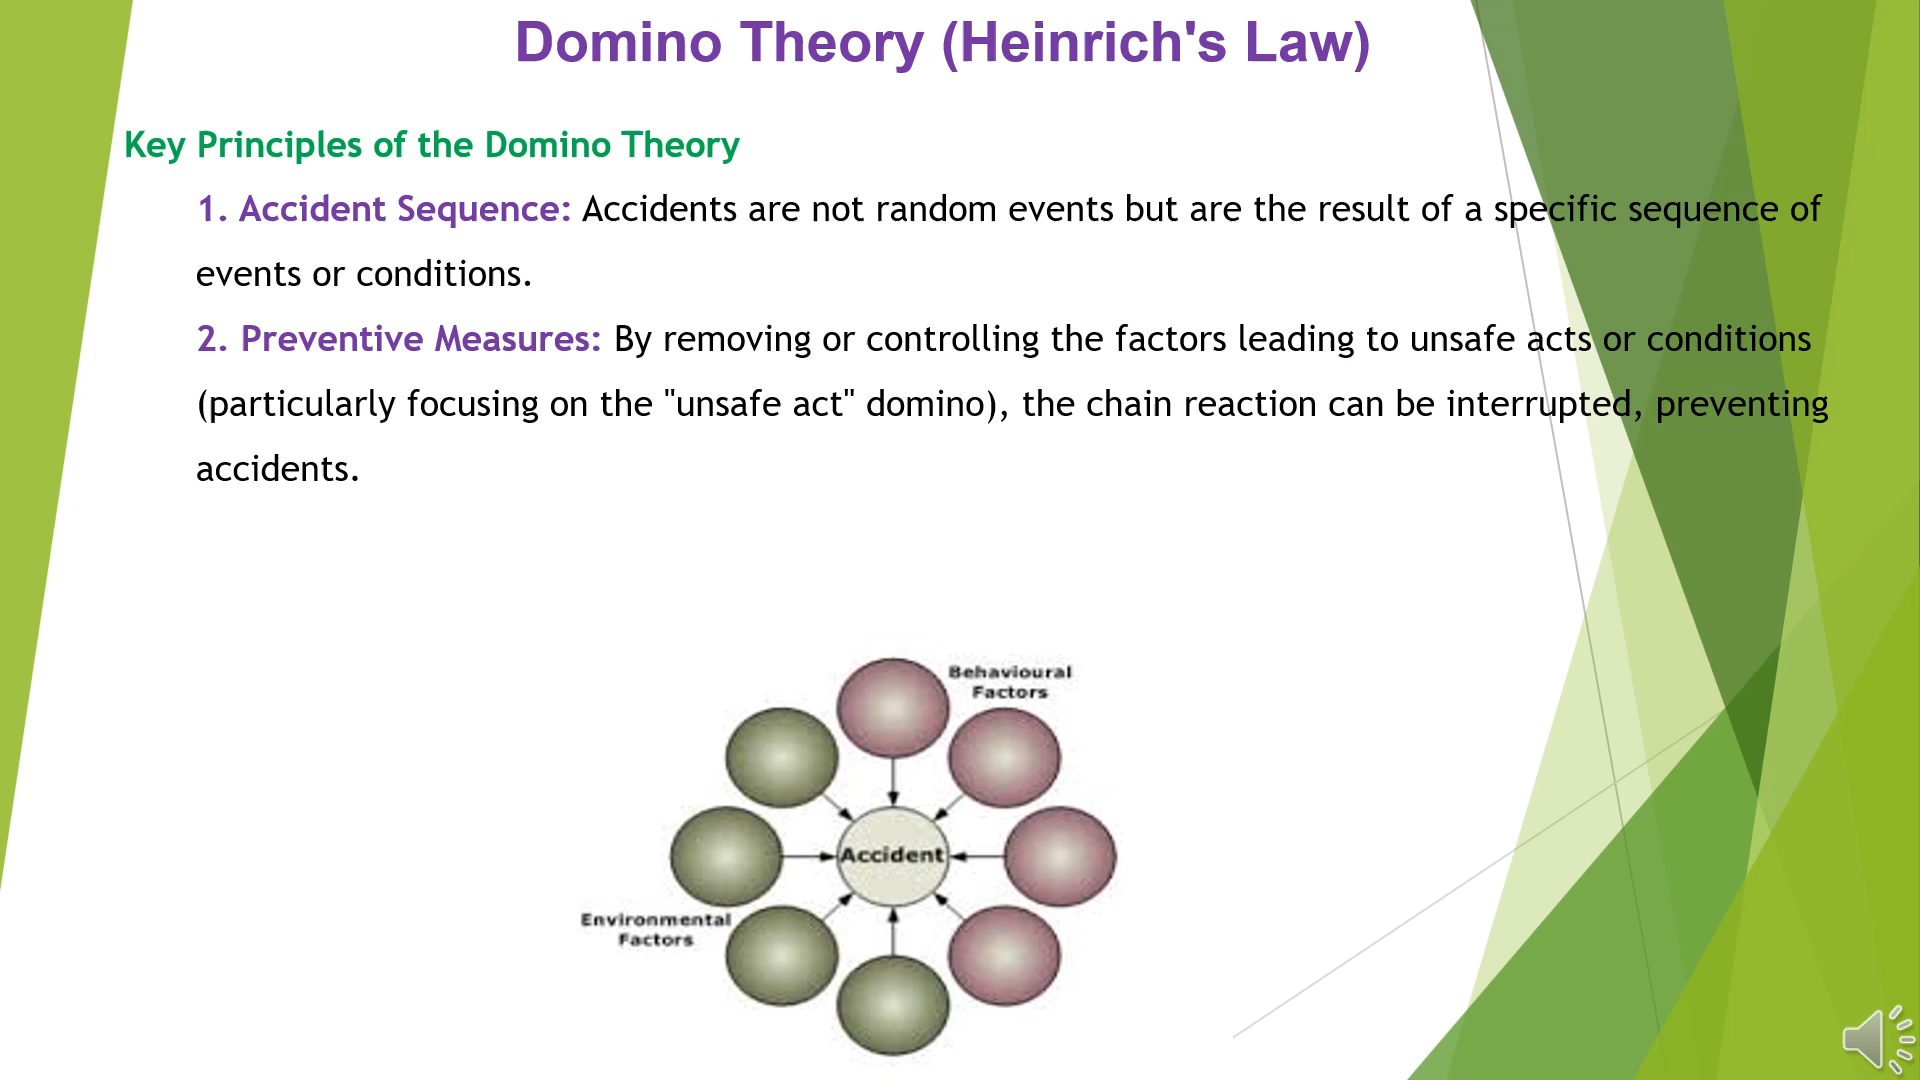 Domino Theory (Heinrich's Law)
Key Principles of the Domino Theory
1. Accident Sequence: Accidents are not random events but are the result of a specific sequence of
events or conditions.
2. Preventive Measures: By removing or controlling the factors leading to unsafe acts or conditions
(particularly focusing on the "unsafe act" domino), the chain reaction can be interrupted, preventing
accidents.
Behavioural
Factors
Accident
Environmental
Factors